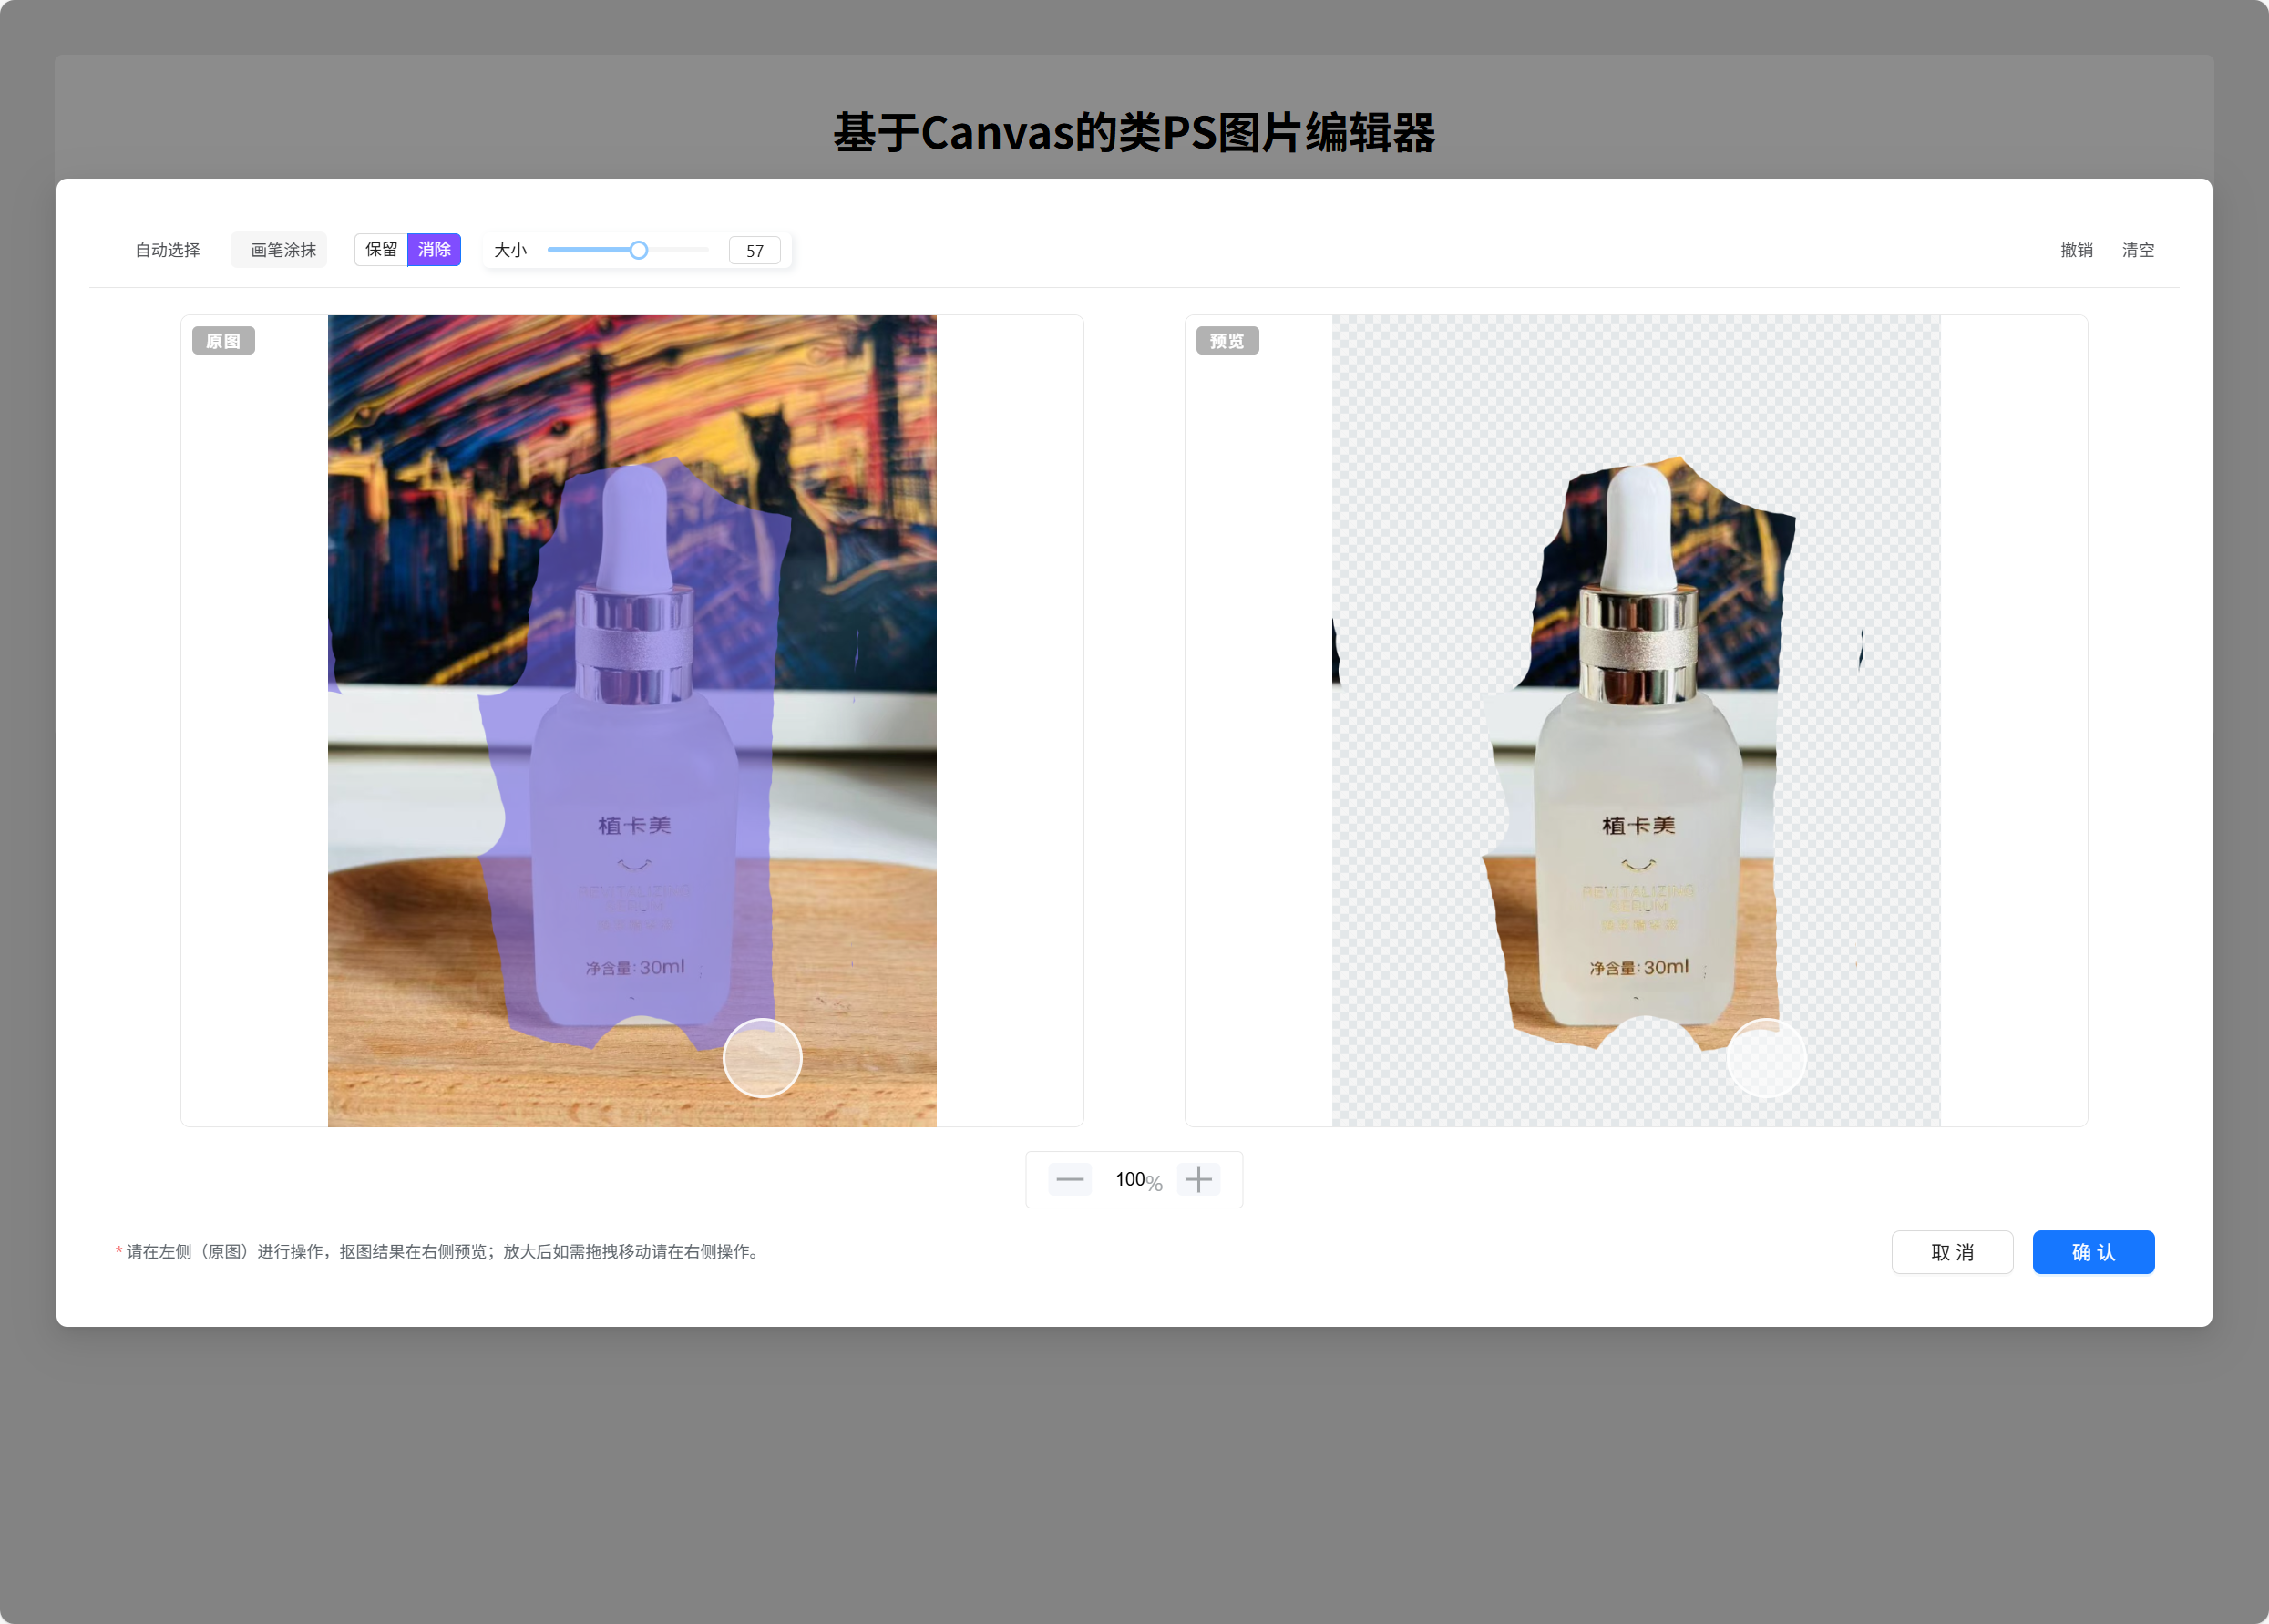 基于Canvas的类PS图片编辑器
自动选择 画笔涂抹 保留 消除 大小 57 撤销 清空
原图
植卡美
REVITALIZING
SERUM
净含量:30ml
预览
植卡美
REVITALIZING
SERUM
净含量:30ml
100%
* 请在左侧（原图）进行操作，抠图结果在右侧预览；放大后如需拖拽移动请在右侧操作。
取 消 确 认